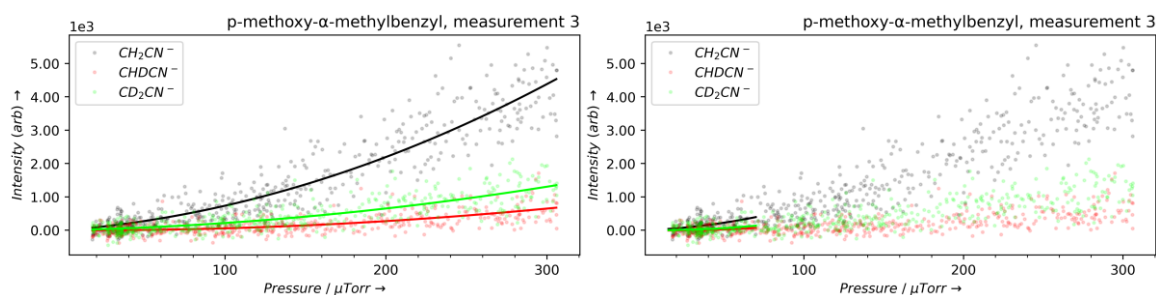 p-methoxy-α-methylbenzyl, measurement 3
1e3
CH₂CN⁻
CHDCN⁻
CD₂CN⁻
5.00
4.00
3.00
2.00
1.00
0.00
Intensity (arb) →
100 200 300
Pressure / μTorr →
p-methoxy-α-methylbenzyl, measurement 3
1e3
CH₂CN⁻
CHDCN⁻
CD₂CN⁻
5.00
4.00
3.00
2.00
1.00
0.00
Intensity (arb) →
100 200 300
Pressure / μTorr →